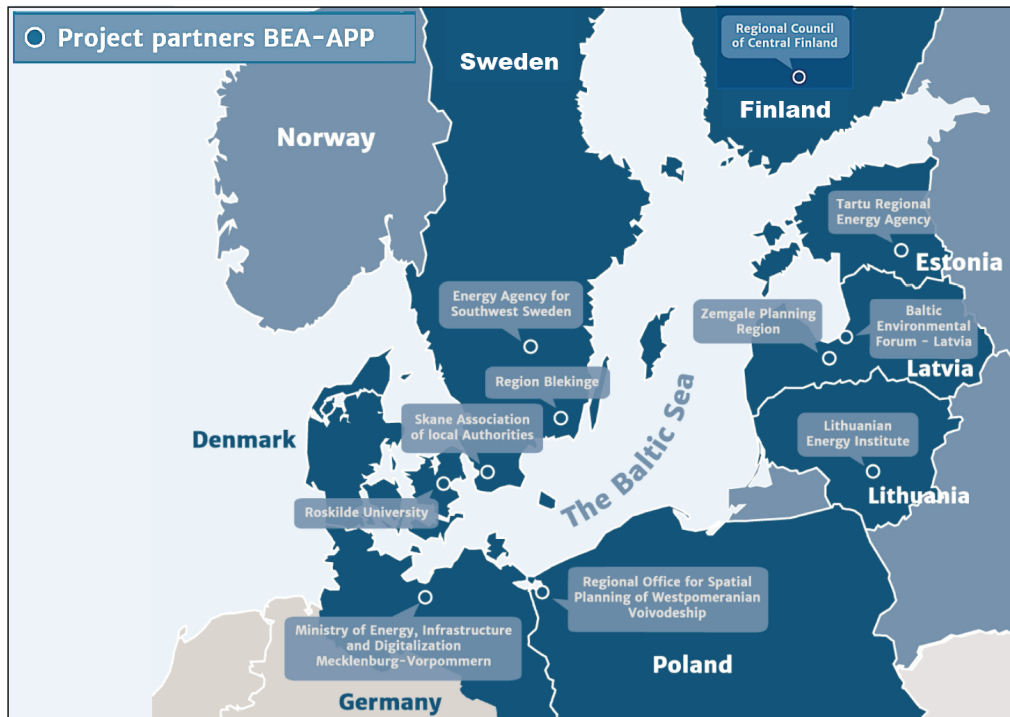 Project partners BEA-APP
Regional Council
of Central Finland
Sweden
Finland
Norway
Tartu Regional
Energy Agency
Estonia
Energy Agency for
Southwest Sweden
Zemgale Planning
Region
Baltic
Environmental
Forum - Latvia
Latvia
Region Blekinge
Skane Association
of local Authorities
Denmark
The Baltic Sea
Lithuanian
Energy Institute
Lithuania
Roskilde University
Regional Office for Spatial
Planning of Westpomeranian
Voivodeship
Ministry of Energy, Infrastructure
and Digitalization
Mecklenburg-Vorpommern
Poland
Germany